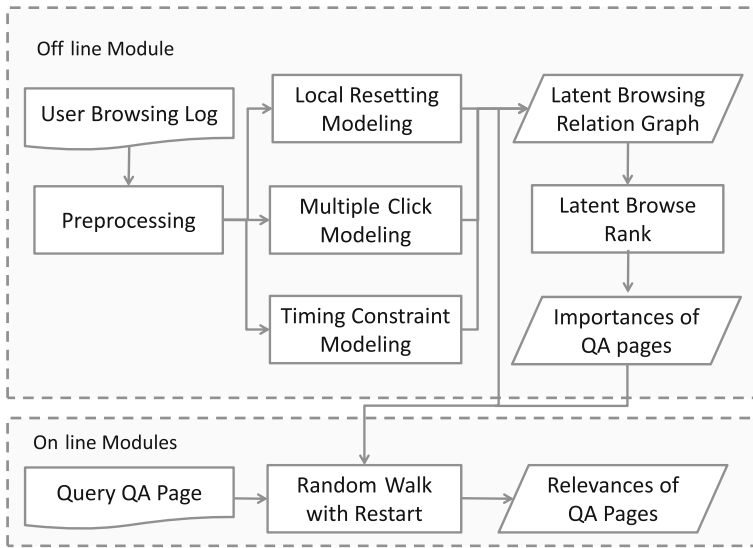 Off line Module
User Browsing Log
Preprocessing
Local Resetting
Modeling
Multiple Click
Modeling
Timing Constraint
Modeling
Latent Browsing
Relation Graph
Latent Browse
Rank
Importances of
QA pages
On line Modules
Query QA Page
Random Walk
with Restart
Relevances of
QA Pages